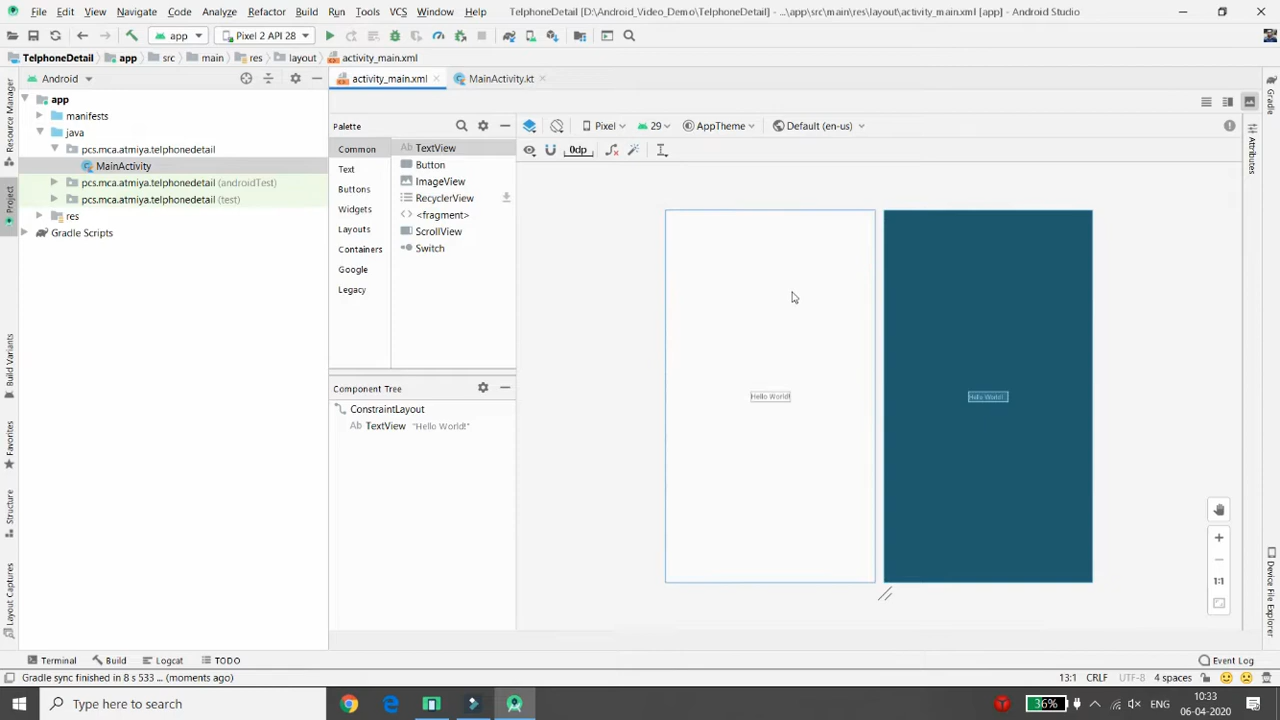 File Edit View Navigate Code Analyze Refactor Build Run Tools VCS Window Help TelphoneDetail [D:\Android_Video_Demo\TelphoneDetail] - ...\app\src\main\res\layout\activity_main.xml [app] - Android Studio
app Pixel 2 API 28
TelphoneDetail app src main res layout activity_main.xml
Android activity_main.xml MainActivity.kt
app
manifests
java
pcs.mca.atmiya.telphonedetail
MainActivity
pcs.mca.atmiya.telphonedetail (androidTest)
pcs.mca.atmiya.telphonedetail (test)
res
Gradle Scripts
Resource Manager
Project
Build Variants
Favorites
Structure
Layout Captures
Palette
Common
Text
Buttons
Widgets
Layouts
Containers
Google
Legacy
Ab TextView
Button
ImageView
RecyclerView
<fragment>
ScrollView
Switch
Component Tree
ConstraintLayout
Ab TextView "Hello World!"
Pixel 29 AppTheme Default (en-us)
0dp
Hello World!
Hello World!
1:1
Gradle
Attributes
Device File Explorer
Terminal Build Logcat TODO Event Log
Gradle sync finished in 8 s 533 ... (moments ago) 13:1 CRLF UTF-8 4 spaces
Type here to search 36% ENG 10:33
06-04-2020